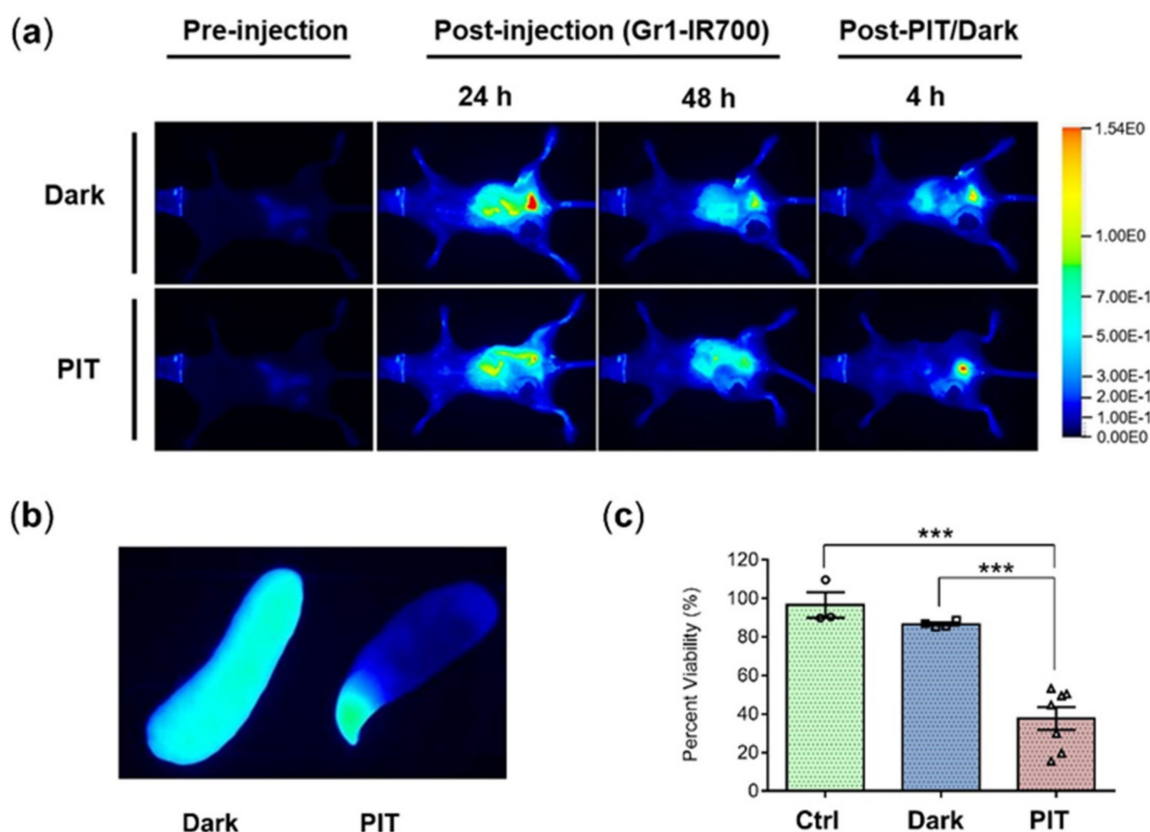 (a)
Pre-injection
Post-injection (Gr1-IR700)
Post-PIT/Dark
24 h
48 h
4 h
Dark
PIT
1.54E0
1.00E0
7.00E-1
5.00E-1
3.00E-1
2.00E-1
1.00E-1
0.00E0
(b)
Dark
PIT
(c)
***
***
Percent Viability (%)
120
100
80
60
40
20
0
Ctrl
Dark
PIT